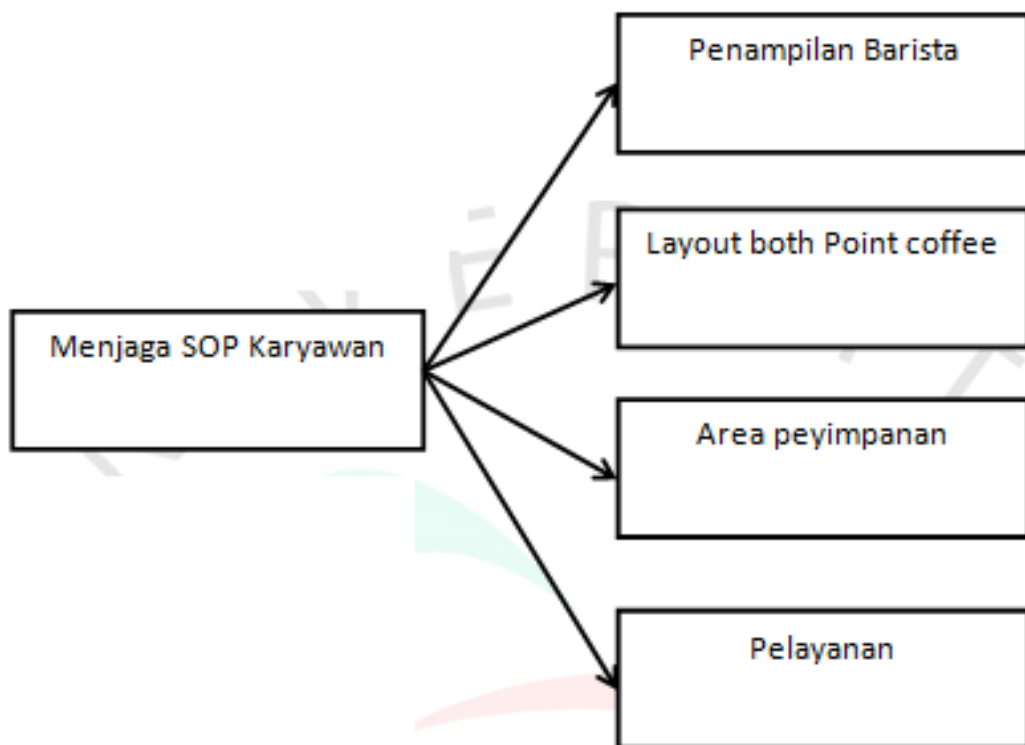 Penampilan Barista
Layout both Point coffee
Menjaga SOP Karyawan
Area peyimpanan
Pelayanan